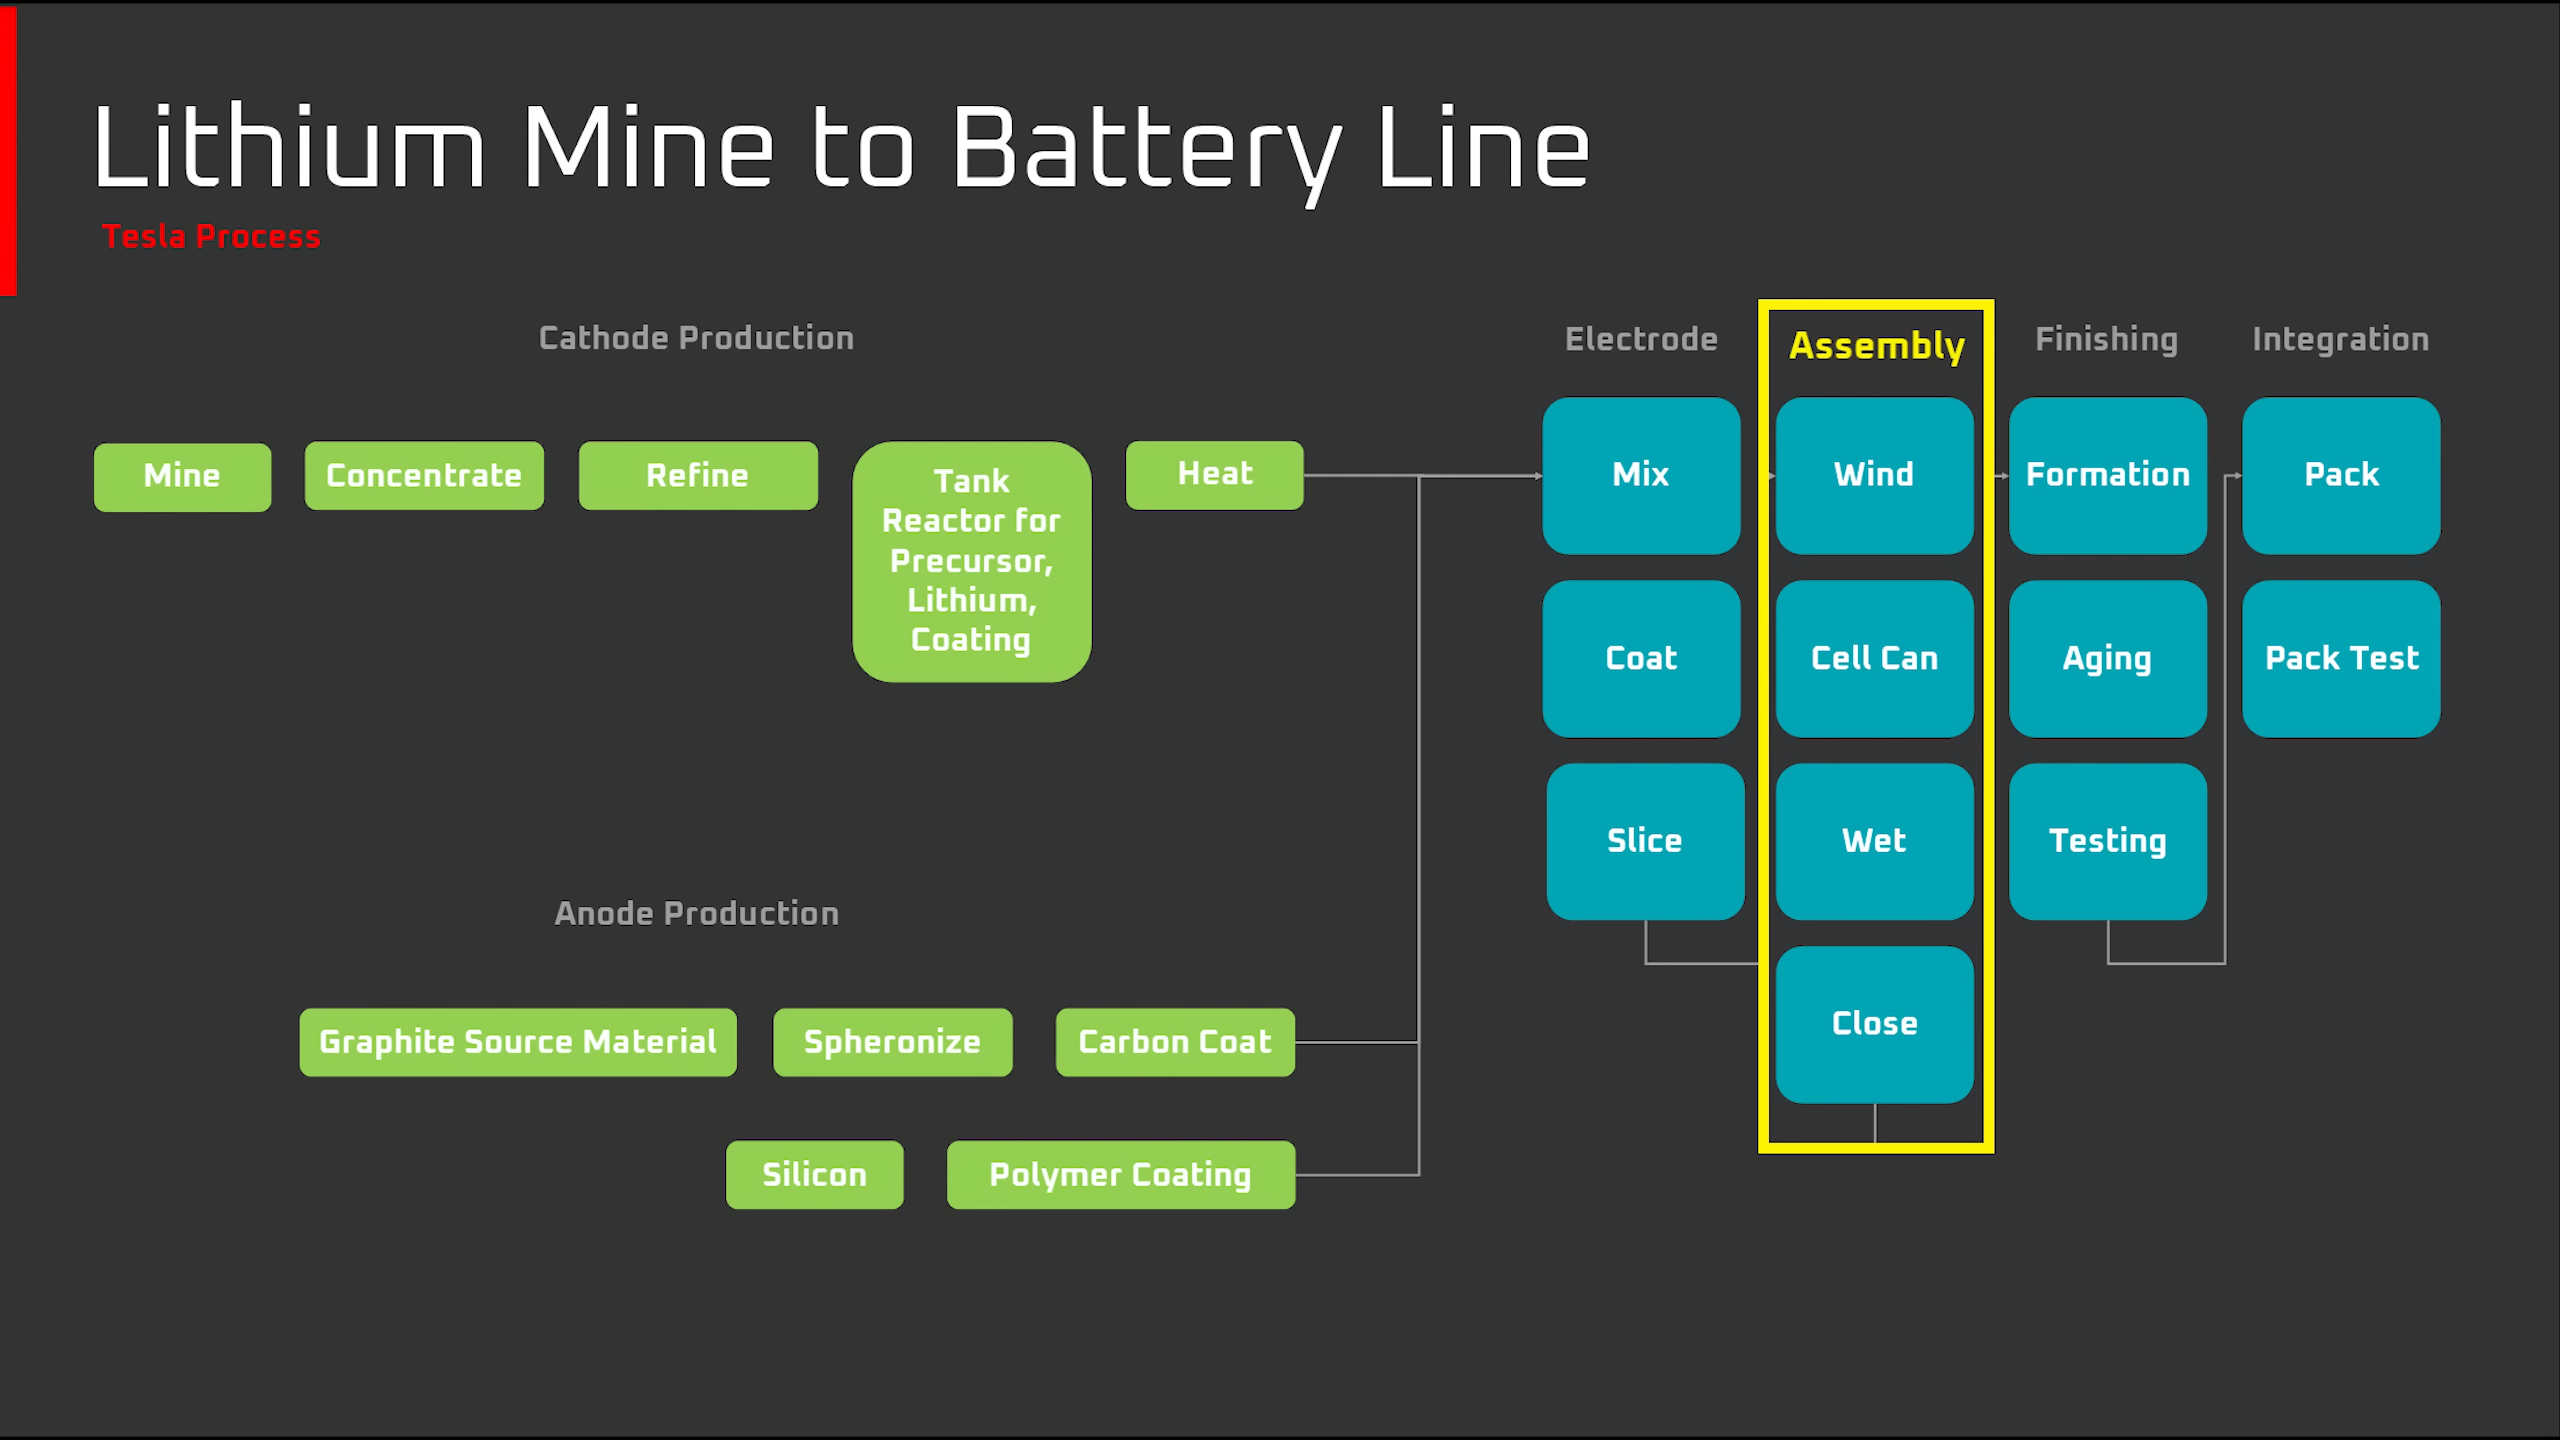 Lithium Mine to Battery Line
Tesla Process
Cathode Production
Mine
Concentrate
Refine
Tank
Reactor for
Precursor,
Lithium,
Coating
Heat
Anode Production
Graphite Source Material
Spheronize
Carbon Coat
Silicon
Polymer Coating
Electrode
Mix
Coat
Slice
Assembly
Wind
Cell Can
Wet
Close
Finishing
Formation
Aging
Testing
Integration
Pack
Pack Test